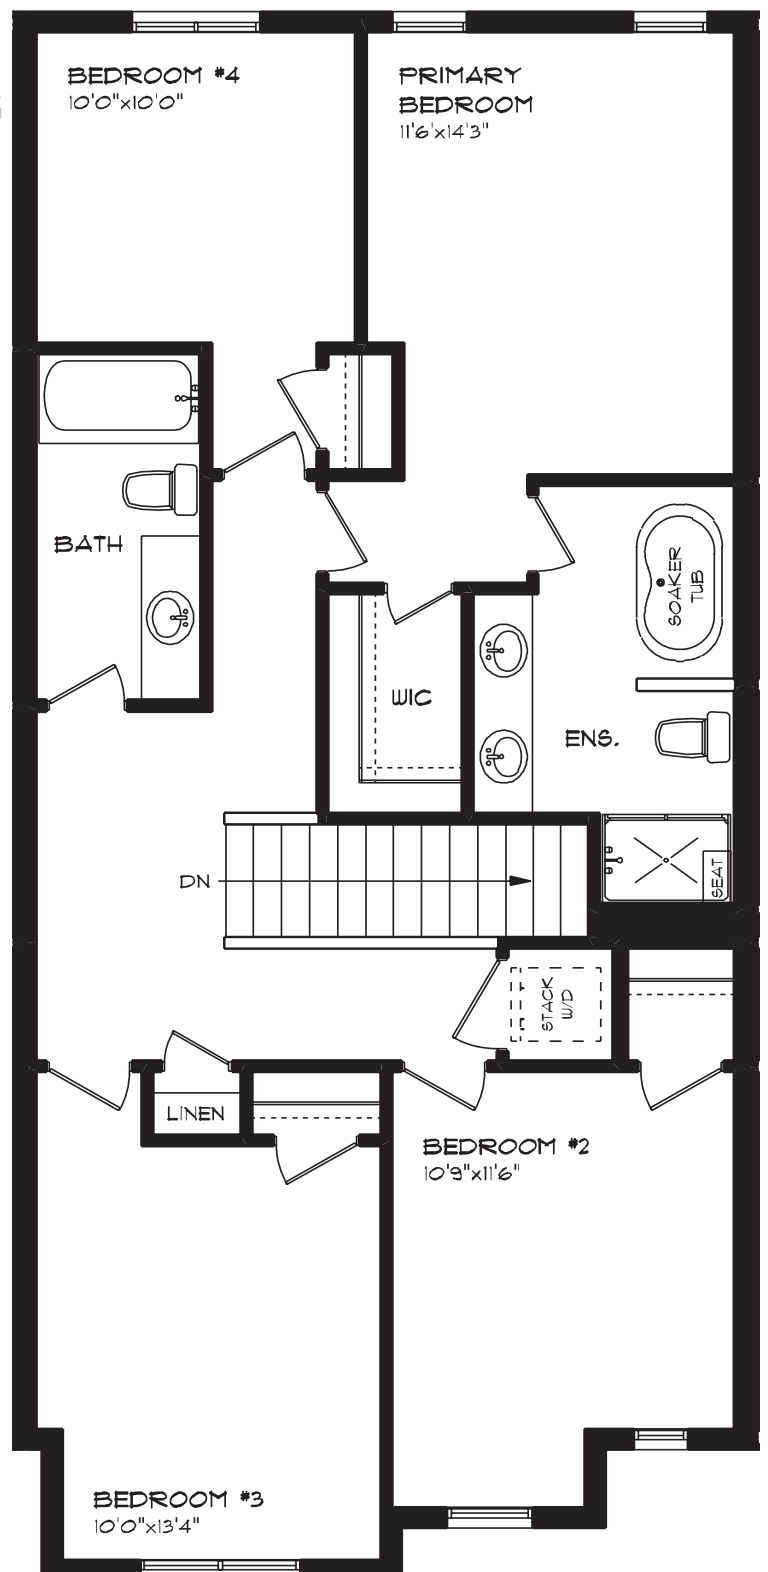 BEDROOM #4
10'0"x10'0"
PRIMARY
BEDROOM
11'6'x14'3"
BATH
SOAKER
TUB
WIC
ENS.
DN
SEAT
STACK
W/D
LINEN
BEDROOM #2
10'9"x11'6"
BEDROOM #3
10'0"x13'4"